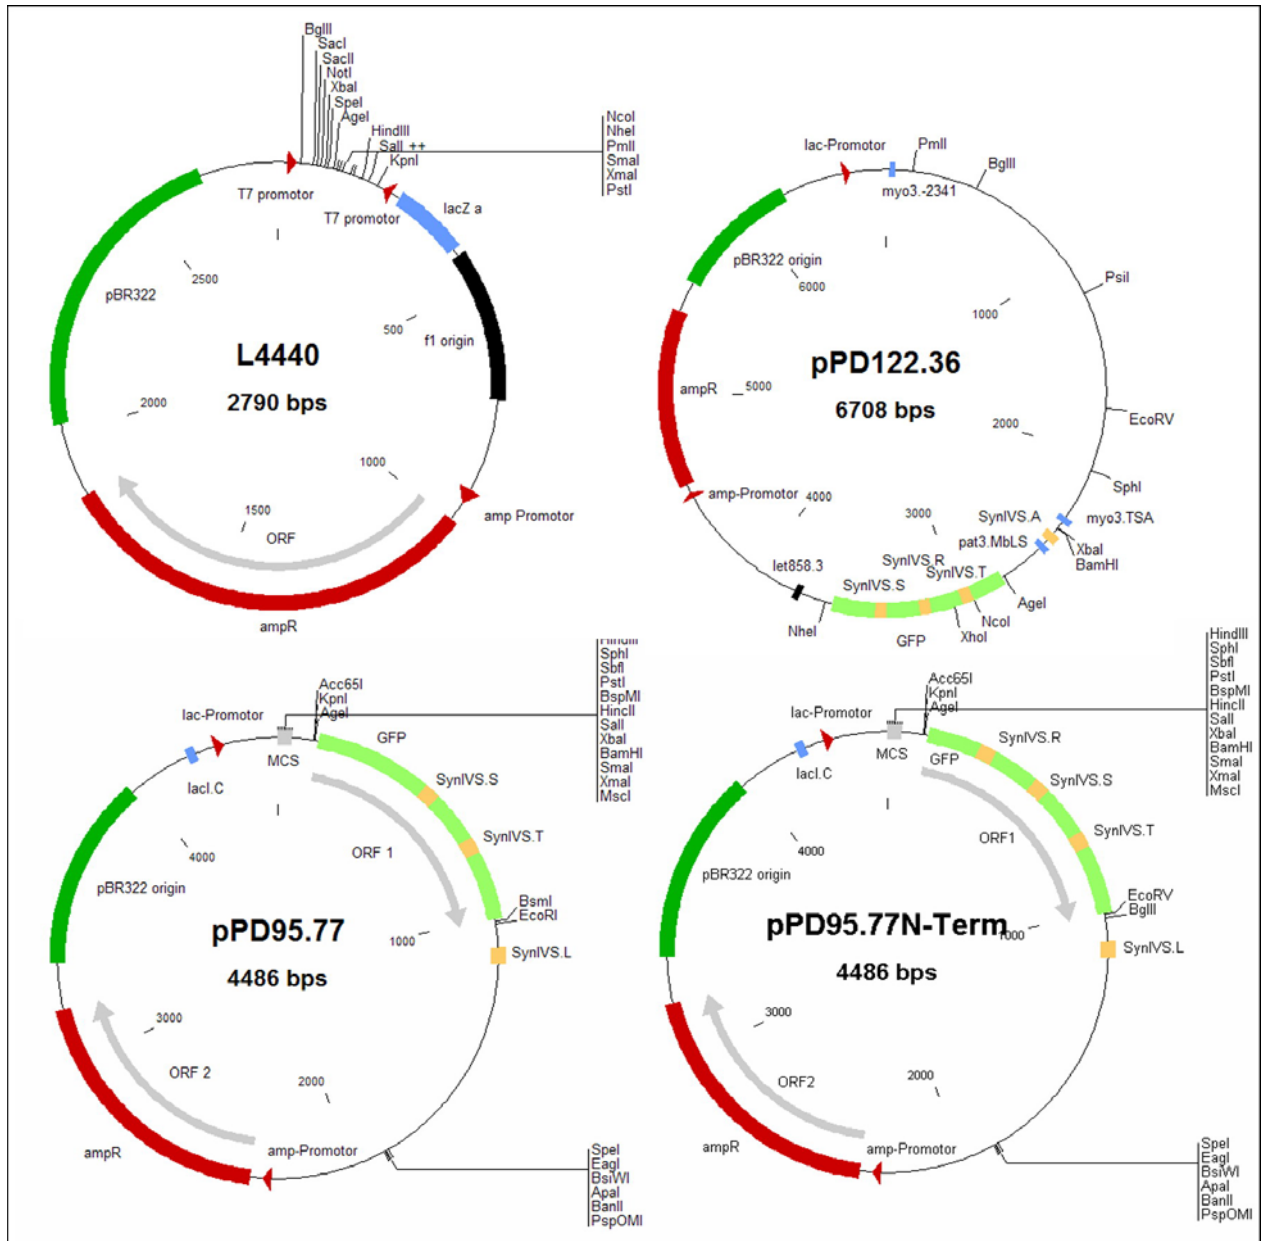 BglII
SacI
SacII
NotI
XbaI
SpeI
AgeI
HindIII
SalI ++
KpnI
NcoI
NheI
PmlI
SmaI
XmaI
PstI
T7 promotor
T7 promotor
lacZ a
pBR322
2500
500
f1 origin
L4440
2790 bps
2000
1000
1500
ORF
amp Promotor
ampR
lac-Promotor
PmlI
BglII
myo3.-2341
pBR322 origin
6000
PsiI
1000
pPD122.36
6708 bps
ampR
5000
2000
EcoRV
SphI
amp-Promotor
4000
3000
SynIVS.A
myo3.TSA
pat3.MbLS
XbaI
BamHI
let858.3
SynIVS.R
SynIVS.S
SynIVS.T
AgeI
NcoI
XhoI
NheI
GFP
HindIII
SphI
SbfI
PstI
BspMI
HincII
SalI
XbaI
BamHI
SmaI
XmaI
MscI
Acc65I
KpnI
AgeI
lac-Promotor
MCS
GFP
lacI.C
SynIVS.S
SynIVS.T
ORF 1
4000
pBR322 origin
pPD95.77
4486 bps
BsmI
EcoRI
1000
SynIVS.L
3000
ORF 2
2000
ampR
amp-Promotor
SpeI
EagI
BsiWI
ApaI
BanII
PspOMI
HindIII
SphI
SbfI
PstI
BspMI
HincII
SalI
XbaI
BamHI
SmaI
XmaI
MscI
Acc65I
KpnI
AgeI
lac-Promotor
MCS
GFP
SynIVS.R
lacI.C
SynIVS.S
SynIVS.T
ORF1
4000
pBR322 origin
pPD95.77N-Term
4486 bps
EcoRV
BglII
1000
SynIVS.L
3000
ORF2
2000
ampR
amp-Promotor
SpeI
EagI
BsiWI
ApaI
BanII
PspOMI